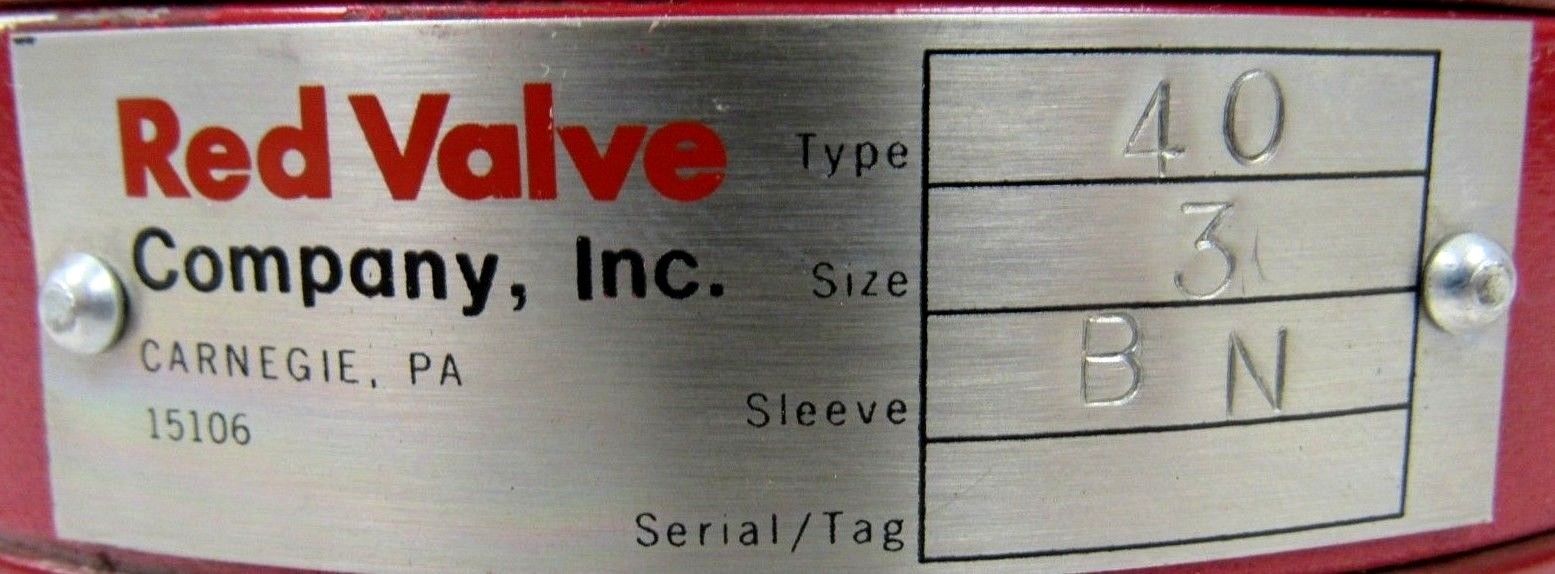 Red Valve
Company, Inc.
CARNEGIE, PA
15106
Type 40
Size 3
Sleeve B N
Serial/Tag